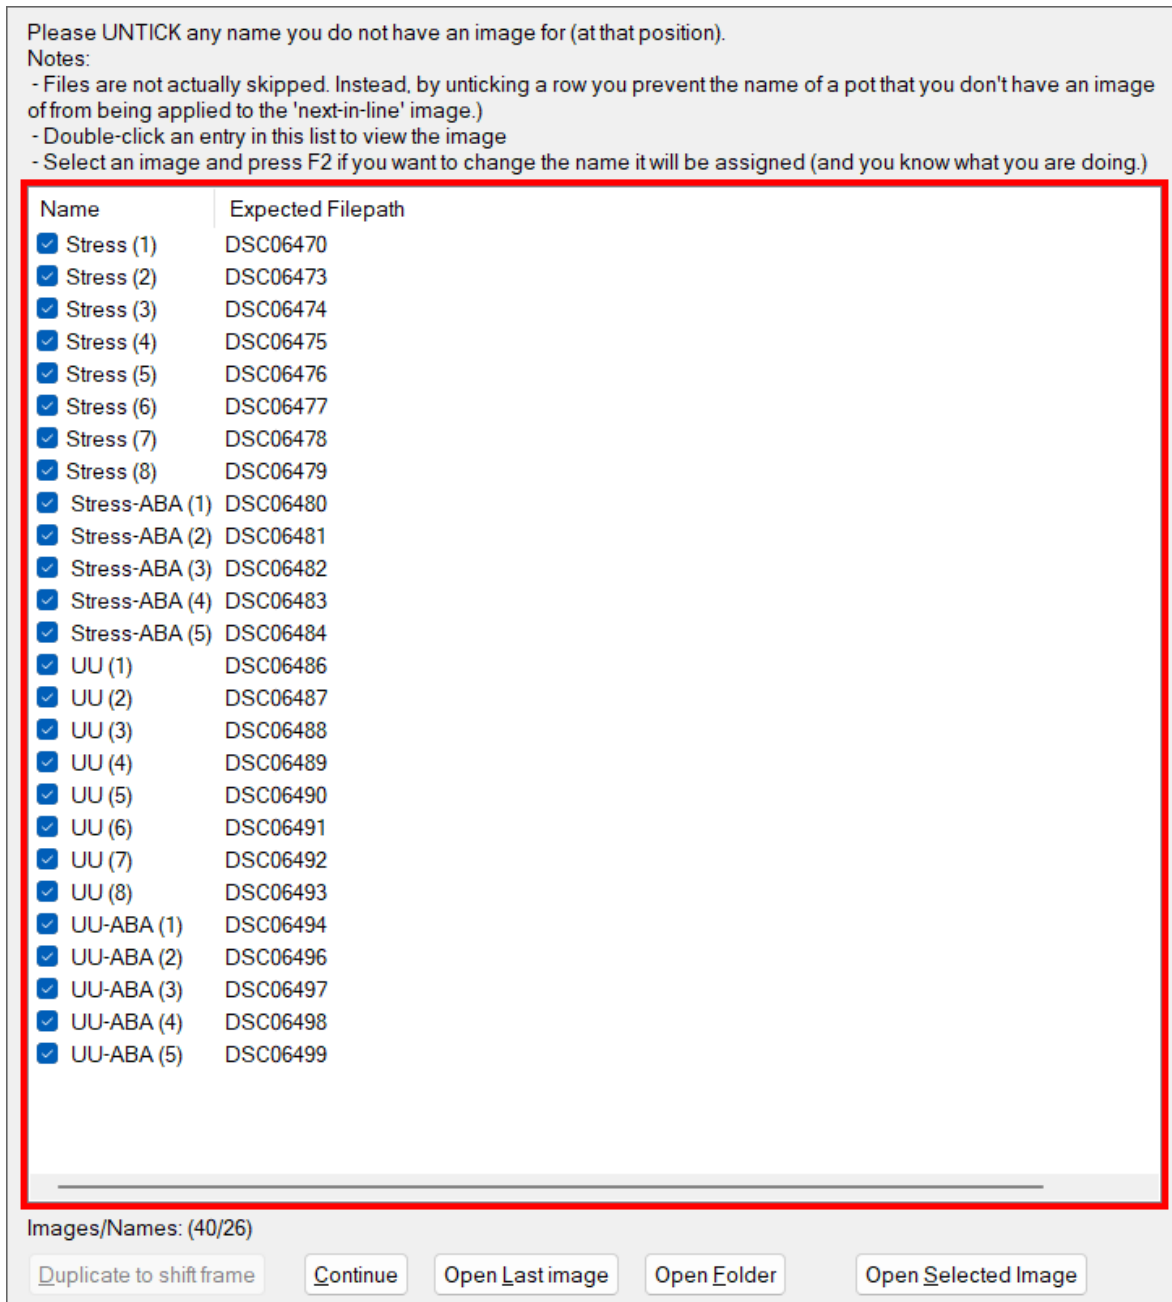 Please UNTICK any name you do not have an image for (at that position).
Notes:
- Files are not actually skipped. Instead, by unticking a row you prevent the name of a pot that you don't have an image
of from being applied to the 'next-in-line' image.)
- Double-click an entry in this list to view the image
- Select an image and press F2 if you want to change the name it will be assigned (and you know what you are doing.)
Name Expected Filepath
Stress (1) DSC06470
Stress (2) DSC06473
Stress (3) DSC06474
Stress (4) DSC06475
Stress (5) DSC06476
Stress (6) DSC06477
Stress (7) DSC06478
Stress (8) DSC06479
Stress-ABA (1) DSC06480
Stress-ABA (2) DSC06481
Stress-ABA (3) DSC06482
Stress-ABA (4) DSC06483
Stress-ABA (5) DSC06484
UU (1) DSC06486
UU (2) DSC06487
UU (3) DSC06488
UU (4) DSC06489
UU (5) DSC06490
UU (6) DSC06491
UU (7) DSC06492
UU (8) DSC06493
UU-ABA (1) DSC06494
UU-ABA (2) DSC06496
UU-ABA (3) DSC06497
UU-ABA (4) DSC06498
UU-ABA (5) DSC06499
Images/Names: (40/26)
Duplicate to shift frame Continue Open Last image Open Folder Open Selected Image